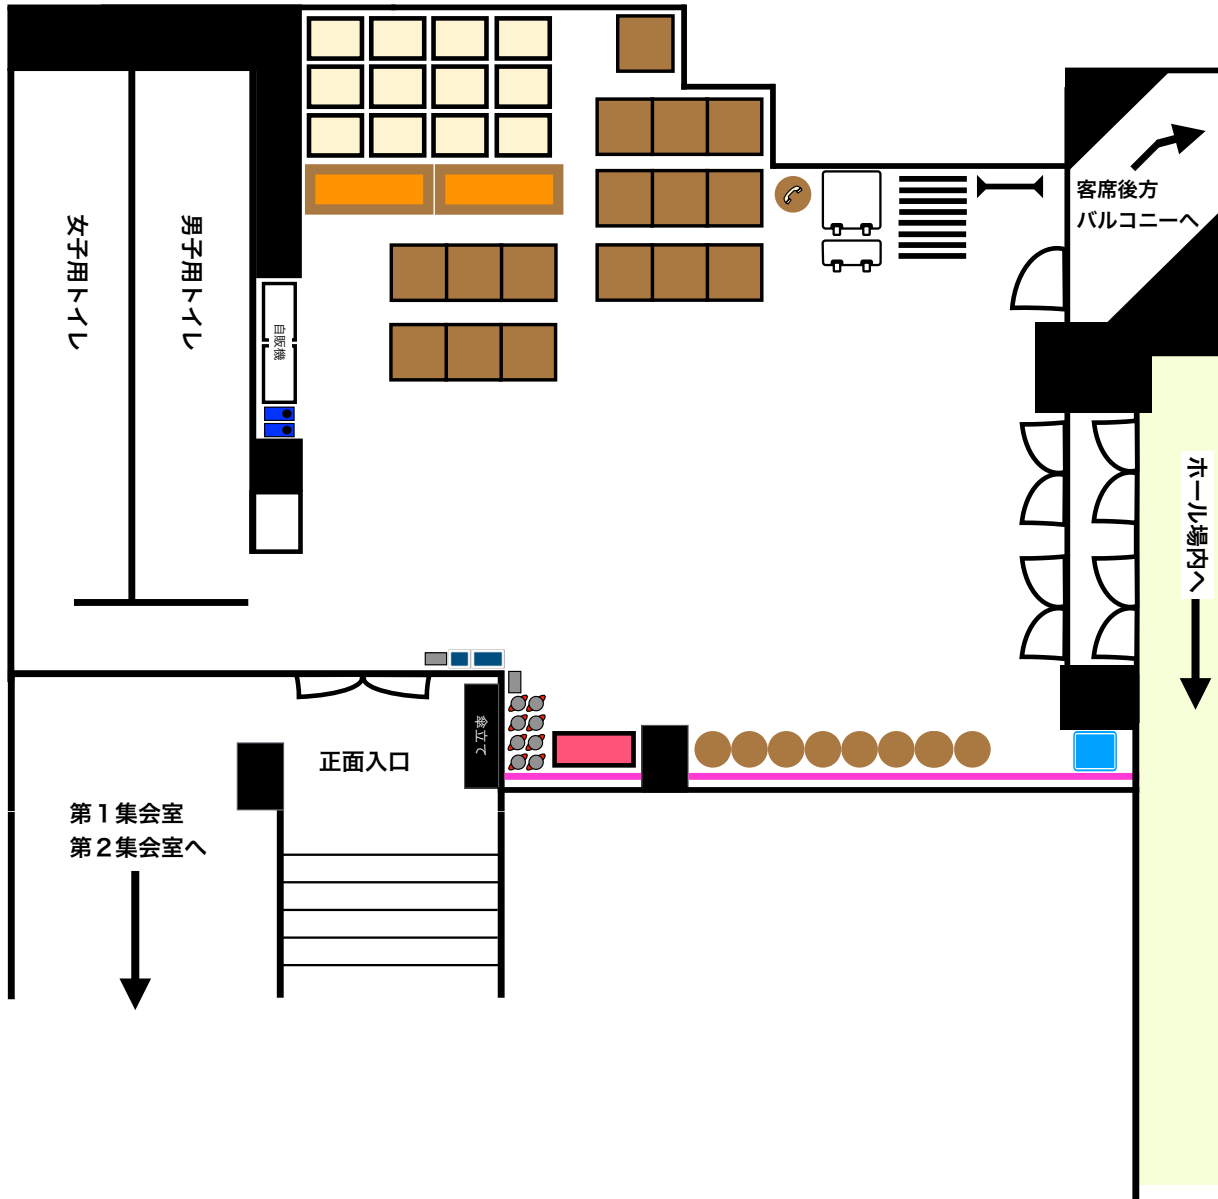 客席後方
バルコニーへ
女子用トイレ
男子用トイレ
自販機
ホール場内へ
傘立て
正面入口
第１集会室
第２集会室へ